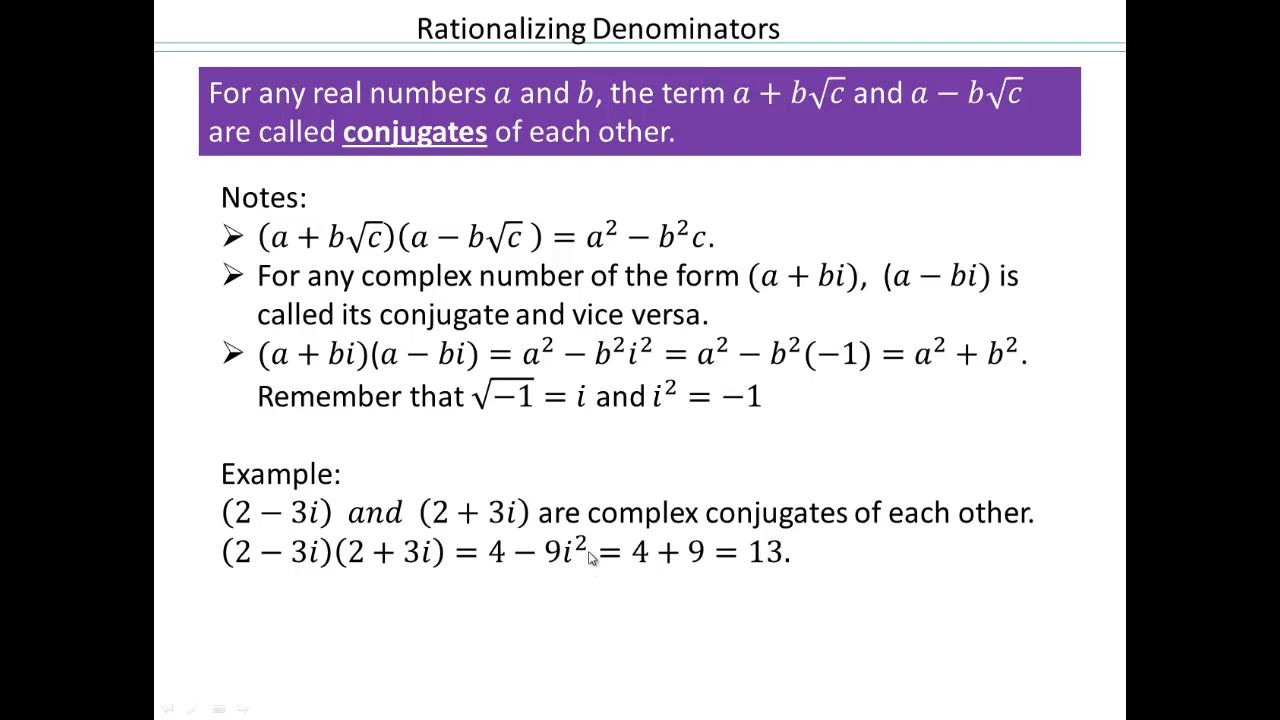 Rationalizing Denominators
For any real numbers a and b, the term a + b√c and a − b√c
are called conjugates of each other.
Notes:
➢ (a + b√c)(a − b√c ) = a² − b²c.
➢ For any complex number of the form (a + bi), (a − bi) is
called its conjugate and vice versa.
➢ (a + bi)(a − bi) = a² − b²i² = a² − b²(−1) = a² + b².
Remember that √−1 = i and i² = −1
Example:
(2 − 3i) and (2 + 3i) are complex conjugates of each other.
(2 − 3i)(2 + 3i) = 4 − 9i² = 4 + 9 = 13.